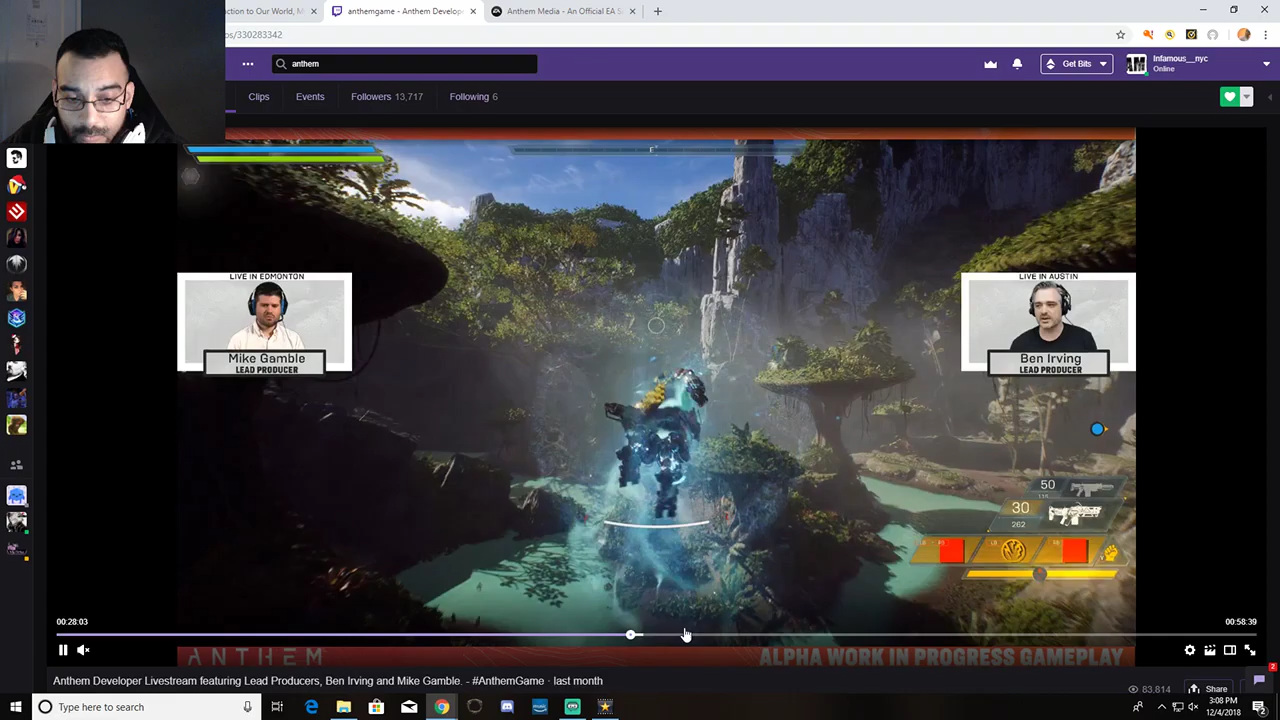 ction to Our World, M
anthemgame - Anthem Develop
Anthem Media - An Official EA S
os/330283342
anthem
Get Bits
Infamous__nyc
Online
Clips
Events
Followers 13,717
Following 6
E
LIVE IN EDMONTON
Mike Gamble
LEAD PRODUCER
LIVE IN AUSTIN
Ben Irving
LEAD PRODUCER
50
30
262
00:28:03
00:58:39
ANTHEM
ALPHA WORK IN PROGRESS GAMEPLAY
Anthem Developer Livestream featuring Lead Producers, Ben Irving and Mike Gamble. - #AnthemGame · last month
83,814
Share
2
Type here to search
3:08 PM
12/4/2018